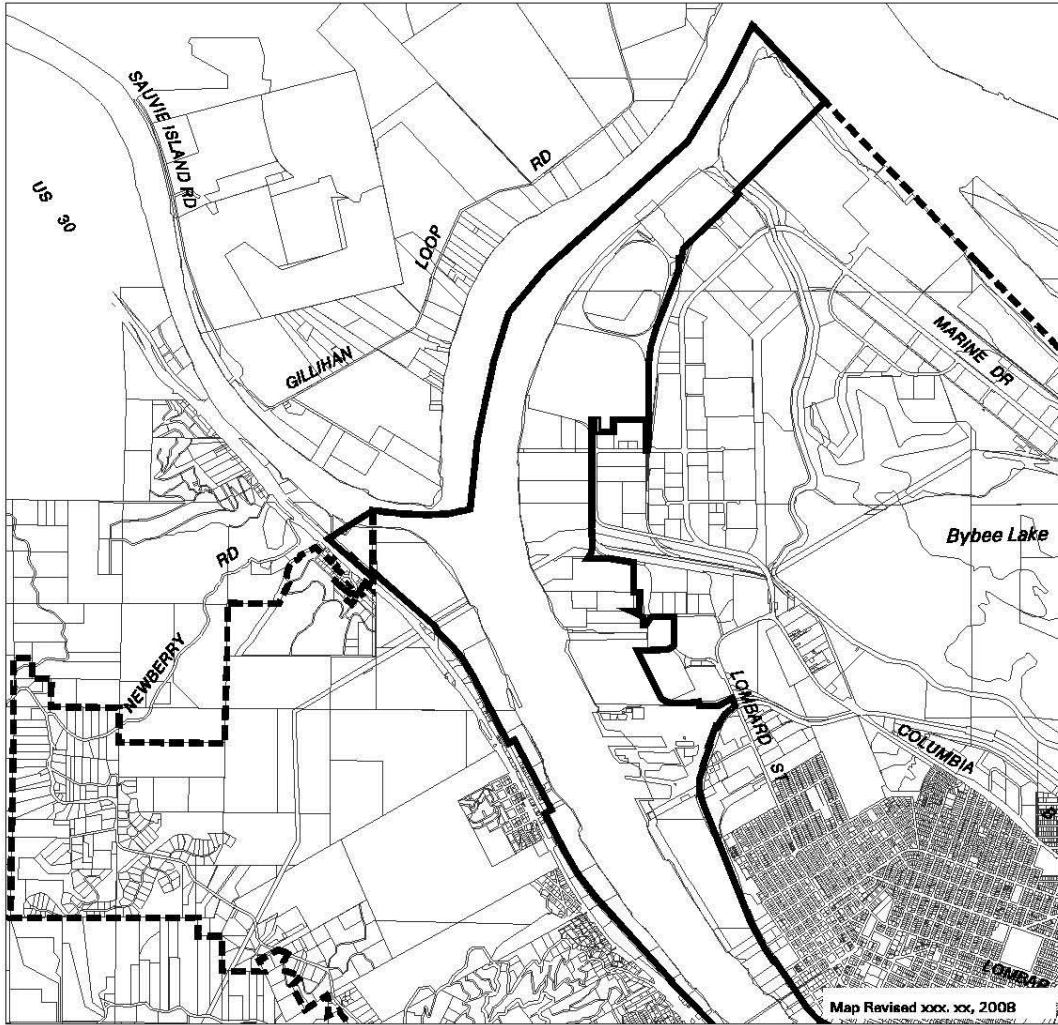 SAUVIE ISLAND RD
US 30
RD
LOOP
GILLIHAN
MARINE DR
RD
Bybee Lake
NEWBERRY
LOMBARD ST
COLUMBIA
Map Revised xxx. xx, 2008